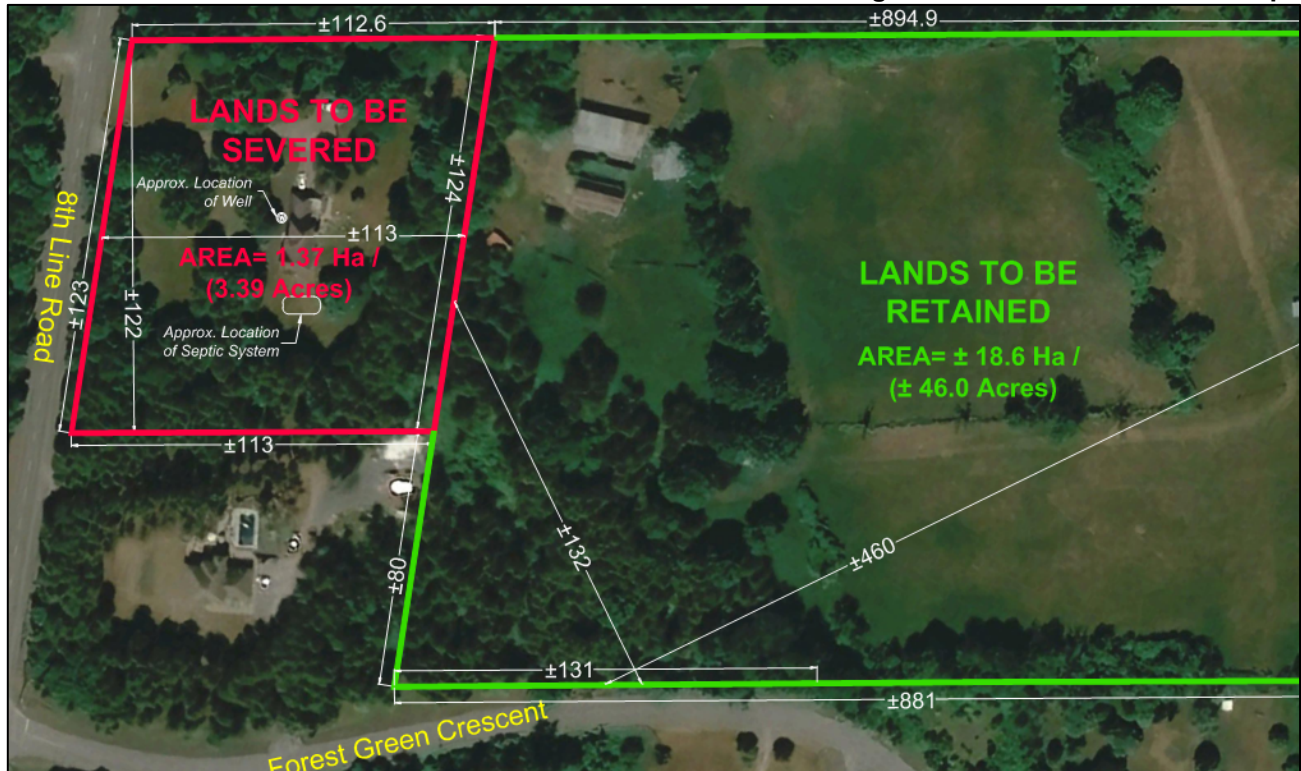 ±112.6
±894.9
LANDS TO BE
SEVERED
±124
Approx. Location
of Well
8th Line Road
±113
AREA= 1.37 Ha /
(3.39 Acres)
±123
±122
Approx. Location
of Septic System
LANDS TO BE
RETAINED
AREA= ± 18.6 Ha /
(± 46.0 Acres)
±113
±132
±460
±80
±131
±881
Forest Green Crescent